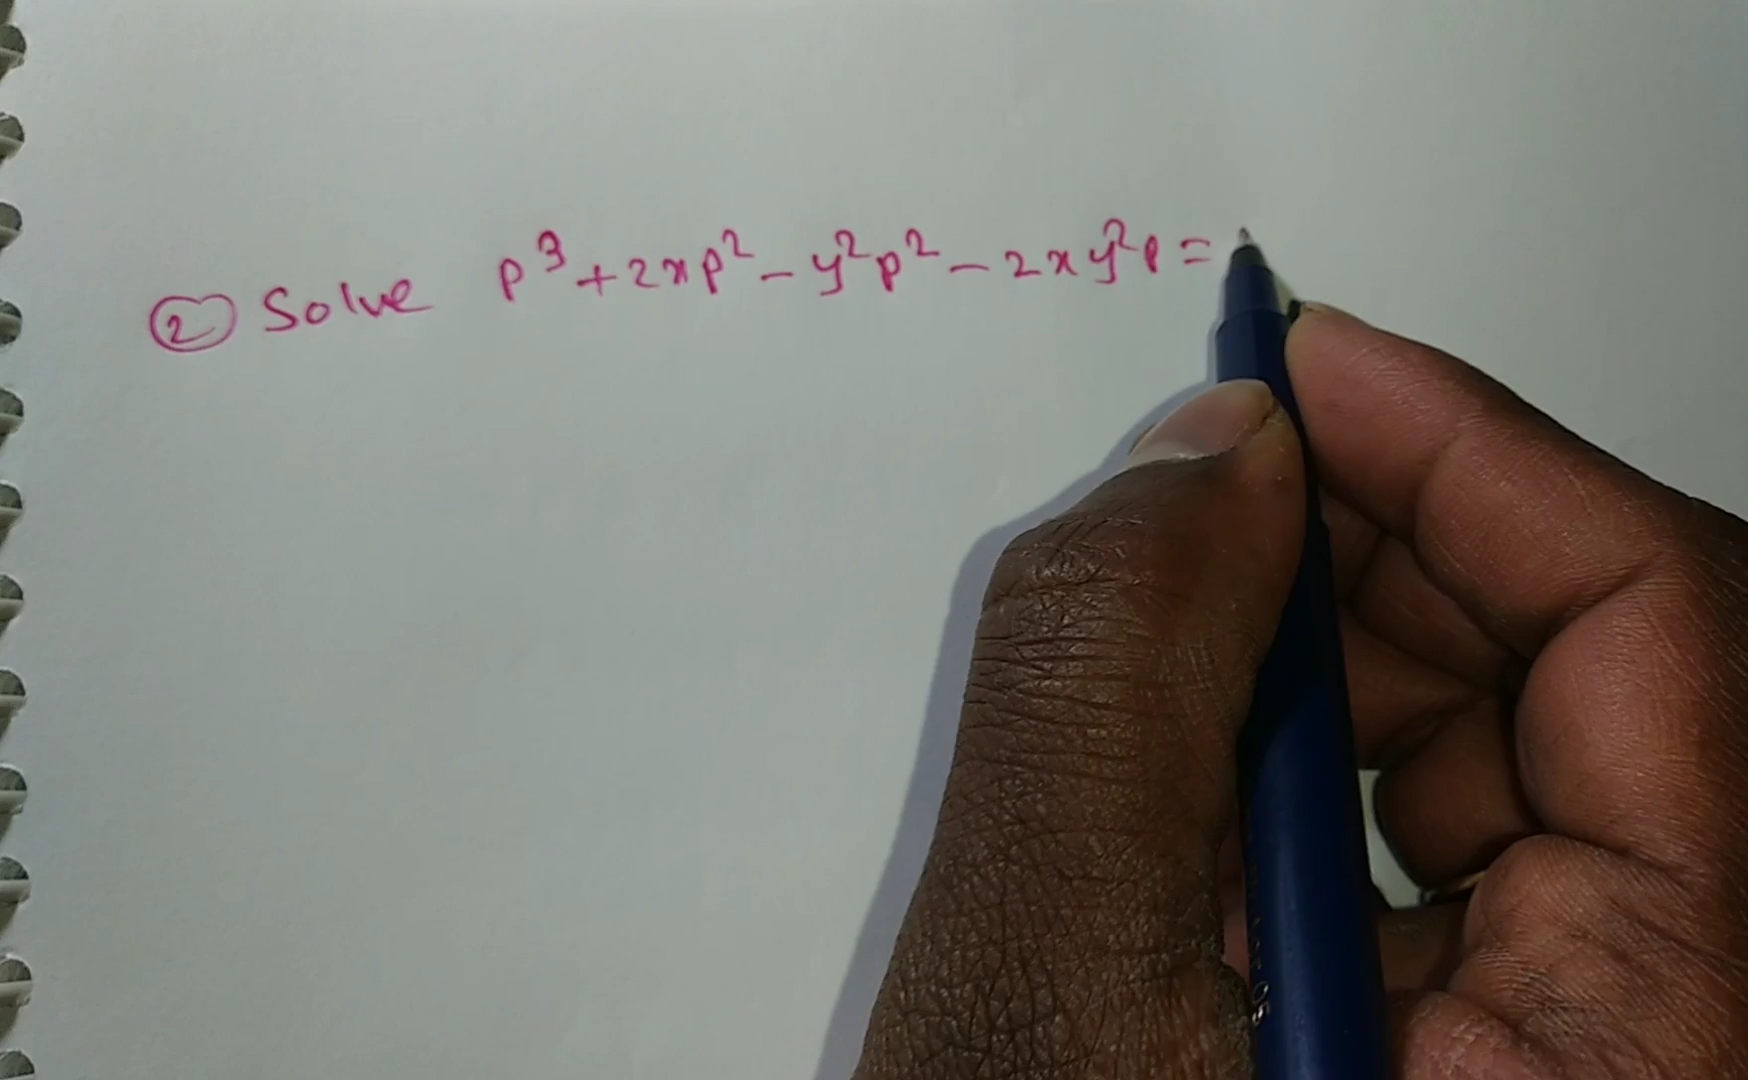 ② Solve p³ + 2xp² - y²p² - 2xy²p =